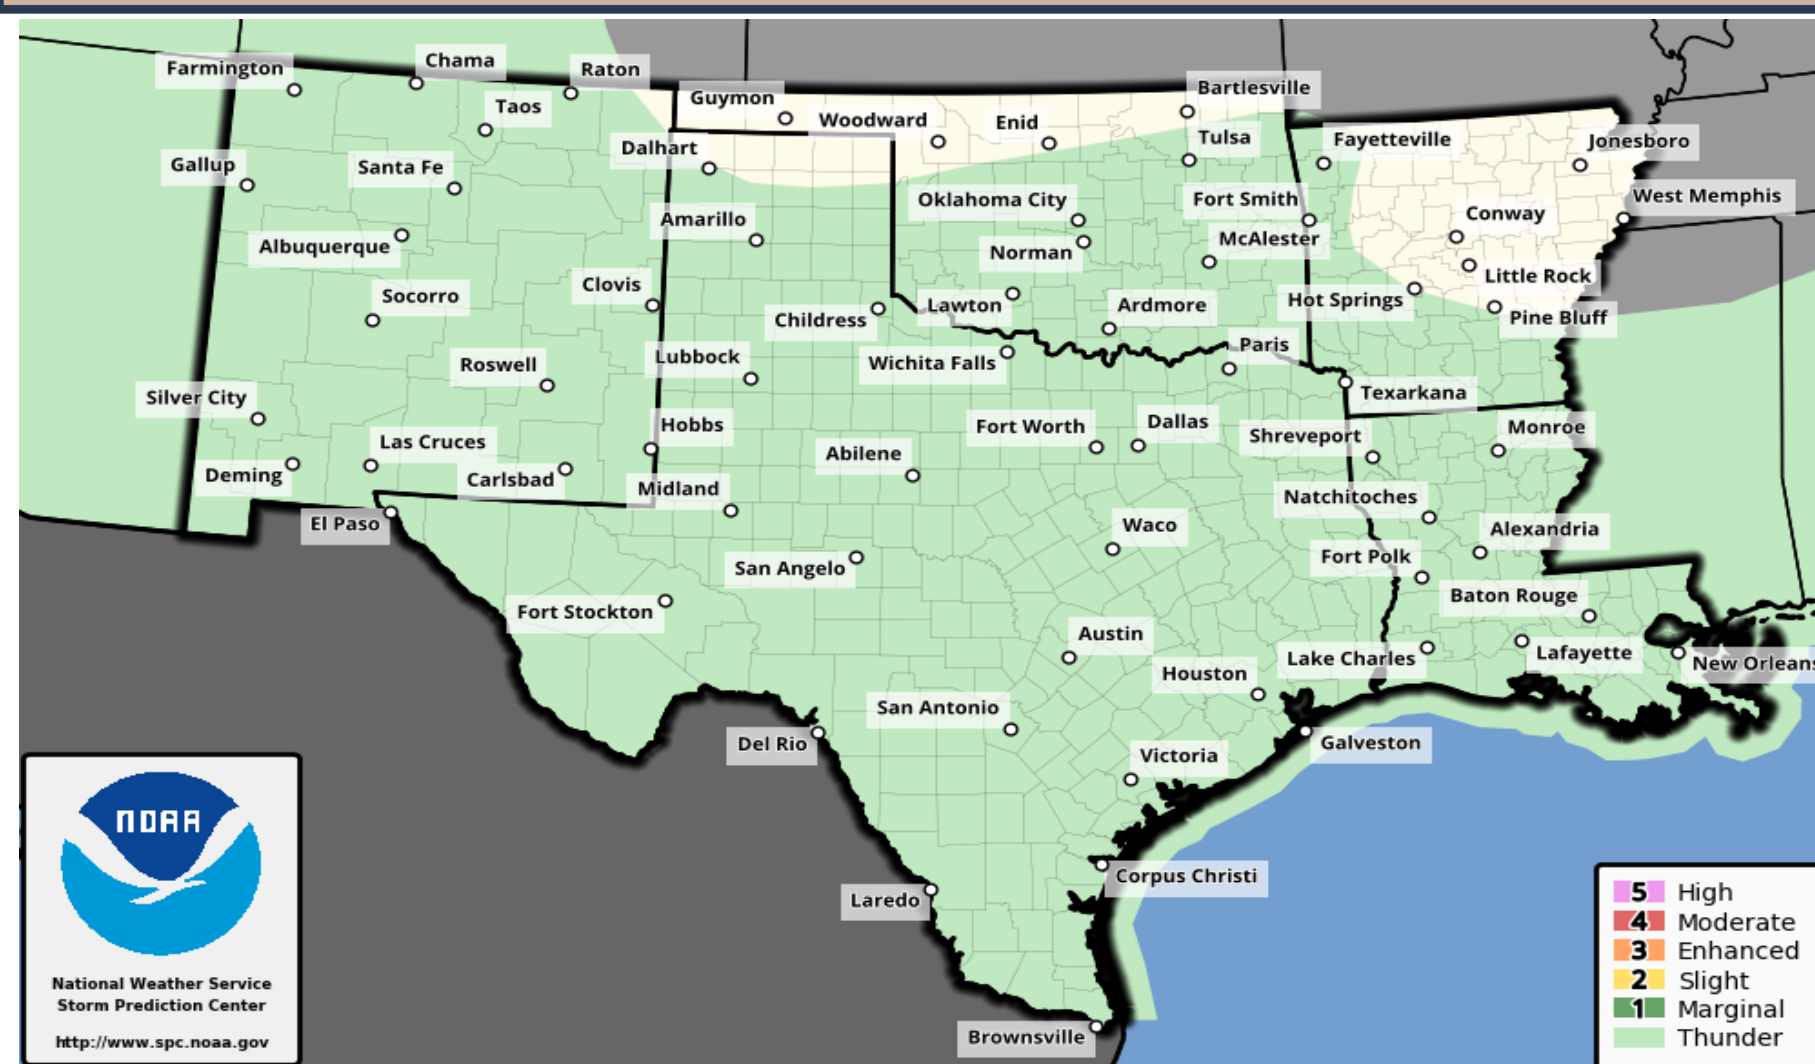 Farmington
Chama
Raton
Taos
Guymon
Woodward
Enid
Bartlesville
Tulsa
Fayetteville
Jonesboro
Gallup
Santa Fe
Dalhart
Oklahoma City
Fort Smith
West Memphis
Amarillo
Conway
Albuquerque
Norman
McAlester
Little Rock
Clovis
Socorro
Childress
Lawton
Ardmore
Hot Springs
Pine Bluff
Roswell
Lubbock
Wichita Falls
Paris
Silver City
Texarkana
Las Cruces
Hobbs
Fort Worth
Dallas
Shreveport
Monroe
Deming
Carlsbad
Midland
Abilene
Natchitoches
El Paso
Waco
Alexandria
San Angelo
Fort Polk
Fort Stockton
Baton Rouge
Austin
Lake Charles
Lafayette
New Orleans
Houston
San Antonio
Del Rio
Galveston
Victoria
Corpus Christi
Laredo
Brownsville
NOAA
National Weather Service
Storm Prediction Center
http://www.spc.noaa.gov
5 High
4 Moderate
3 Enhanced
2 Slight
1 Marginal
Thunder